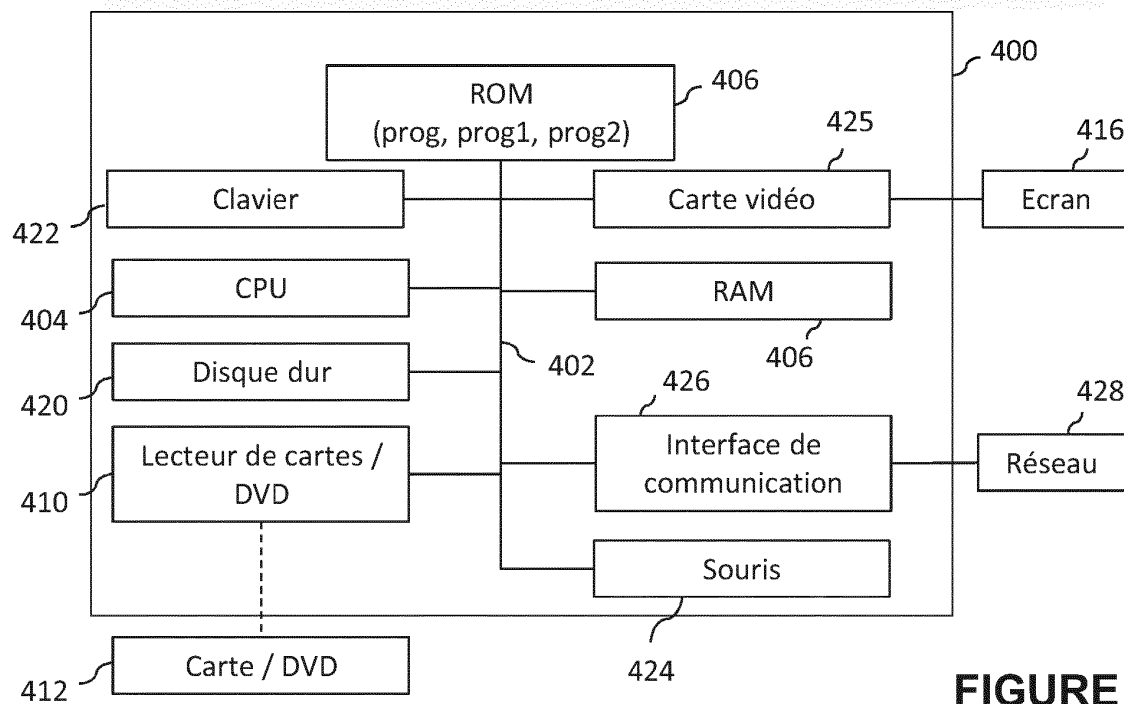 400
ROM
(prog, prog1, prog2)
406
425
416
Clavier
Carte vidéo
Ecran
422
CPU
RAM
404
406
402
Disque dur
420
426
428
Lecteur de cartes /
DVD
410
Interface de
communication
Réseau
Souris
424
Carte / DVD
412
FIGURE